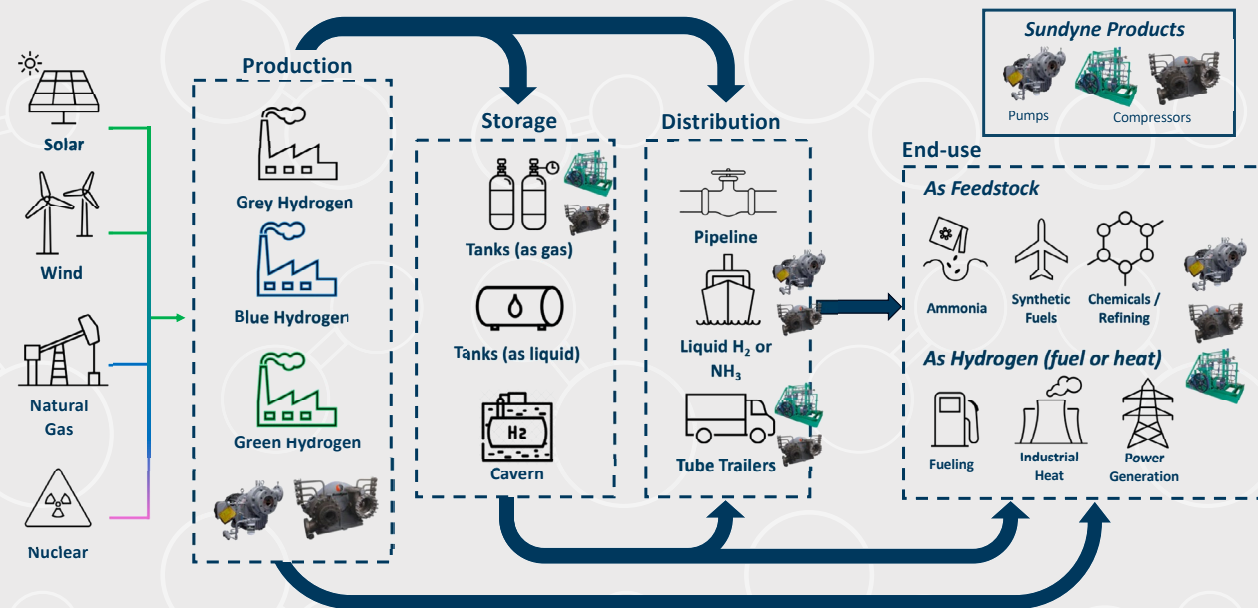 Sundyne Products
Pumps
Compressors
Solar
Wind
Natural
Gas
Nuclear
Production
Grey Hydrogen
Blue Hydrogen
Green Hydrogen
Storage
Tanks (as gas)
Tanks (as liquid)
H2
Cavern
Distribution
Pipeline
Liquid H₂ or
NH₃
Tube Trailers
End-use
As Feedstock
Ammonia
Synthetic
Fuels
Chemicals /
Refining
As Hydrogen (fuel or heat)
Fueling
Industrial
Heat
Power
Generation